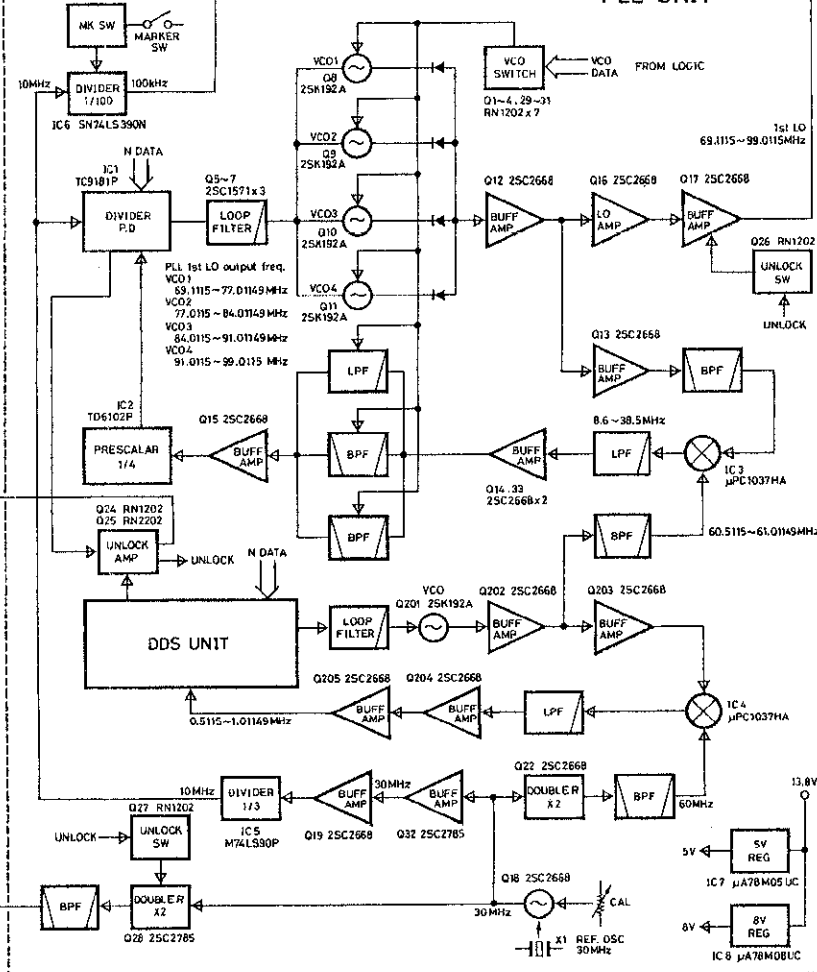 PLL UNIT
MK SW
MARKER
SW
10MHz
DIVIDER
1/100
100kHz
IC6 SN74LS390N
VCO1
Q8
2SK192A
VCO2
Q9
2SK192A
VCO3
Q10
2SK192A
VCO4
Q11
2SK192A
VCO
SWITCH
VCO
DATA
FROM LOGIC
Q1~4,29~31
RN1202x7
1st LO
69.1115~99.0115MHz
N DATA
IC1
TC9181P
DIVIDER
P.D
Q5~7
2SC1571x3
LOOP
FILTER
Q12 2SC2668
BUFF
AMP
Q16 2SC2668
LO
AMP
Q17 2SC2668
BUFF
AMP
Q26 RN1202
UNLOCK
SW
UNLOCK
PLL 1st LO output freq.
VCO1
69.1115~77.01149MHz
VCO2
77.0115~84.01149MHz
VCO3
84.0115~91.01149MHz
VCO4
91.0115~99.0115 MHz
LPF
BPF
BPF
Q13 2SC2668
BUFF
AMP
BPF
IC2
TD6102P
PRESCALAR
1/4
Q15 2SC2668
BUFF
AMP
BUFF
AMP
Q14,33
2SC2668x2
8.6~38.5MHz
LPF
IC3
µPC1037HA
BPF
60.5115~61.01149MHz
Q24 RN1202
Q25 RN2202
UNLOCK
AMP
UNLOCK
N DATA
DDS UNIT
LOOP
FILTER
VCO
Q201 2SK192A
Q202 2SC2668
BUFF
AMP
Q203 2SC2668
BUFF
AMP
IC4
µPC1037HA
0.5115~1.01149MHz
Q205 2SC2668
BUFF
AMP
Q204 2SC2668
BUFF
AMP
LPF
10MHz
DIVIDER
1/3
IC5
M74LS90P
BUFF
AMP
Q19 2SC2668
30MHz
BUFF
AMP
Q32 2SC2785
Q22 2SC2668
DOUBLER
X2
BPF
60MHz
13.8V
5V
5V
REG
IC7 µA78M05UC
8V
8V
REG
IC8 µA78M08UC
Q27 RN1202
UNLOCK
UNLOCK
SW
BPF
DOUBLER
X2
Q28 2SC2785
Q18 2SC2668
30MHz
CAL
X1 REF. OSC
30MHz